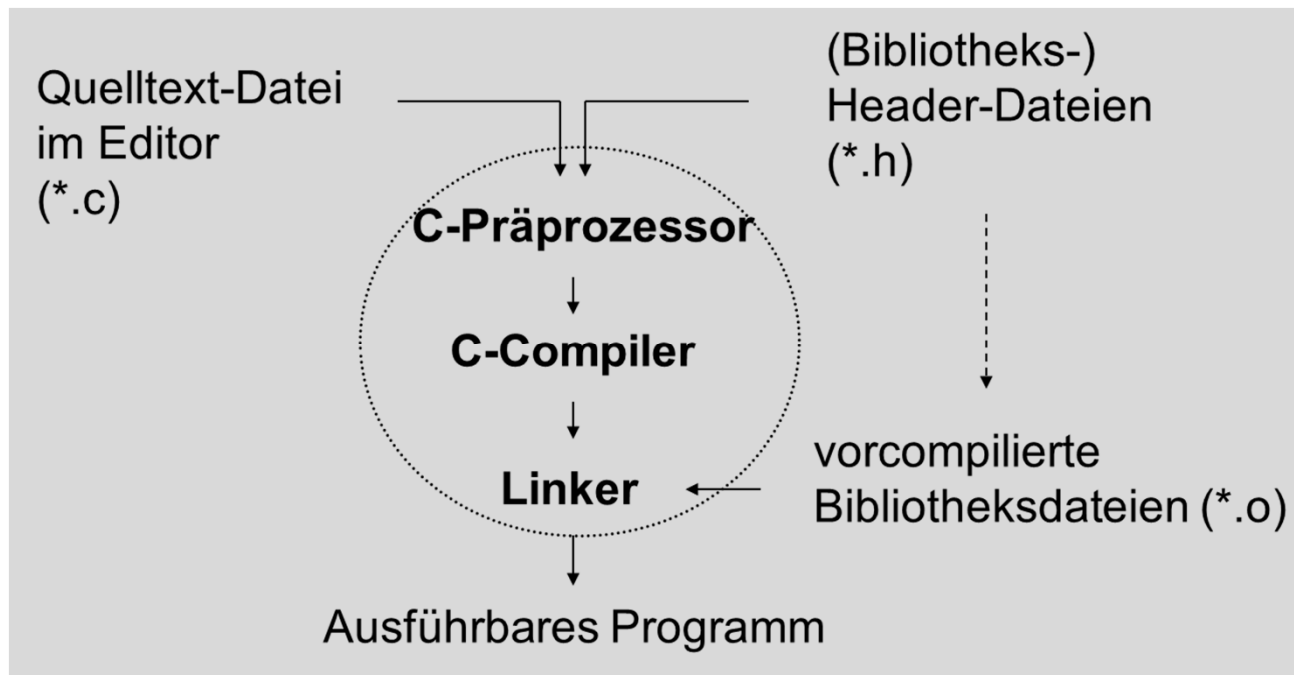 Quelltext-Datei
im Editor
(*.c)
(Bibliotheks-)
Header-Dateien
(*.h)
C-Präprozessor
C-Compiler
Linker
vorcompilierte
Bibliotheksdateien (*.o)
Ausführbares Programm